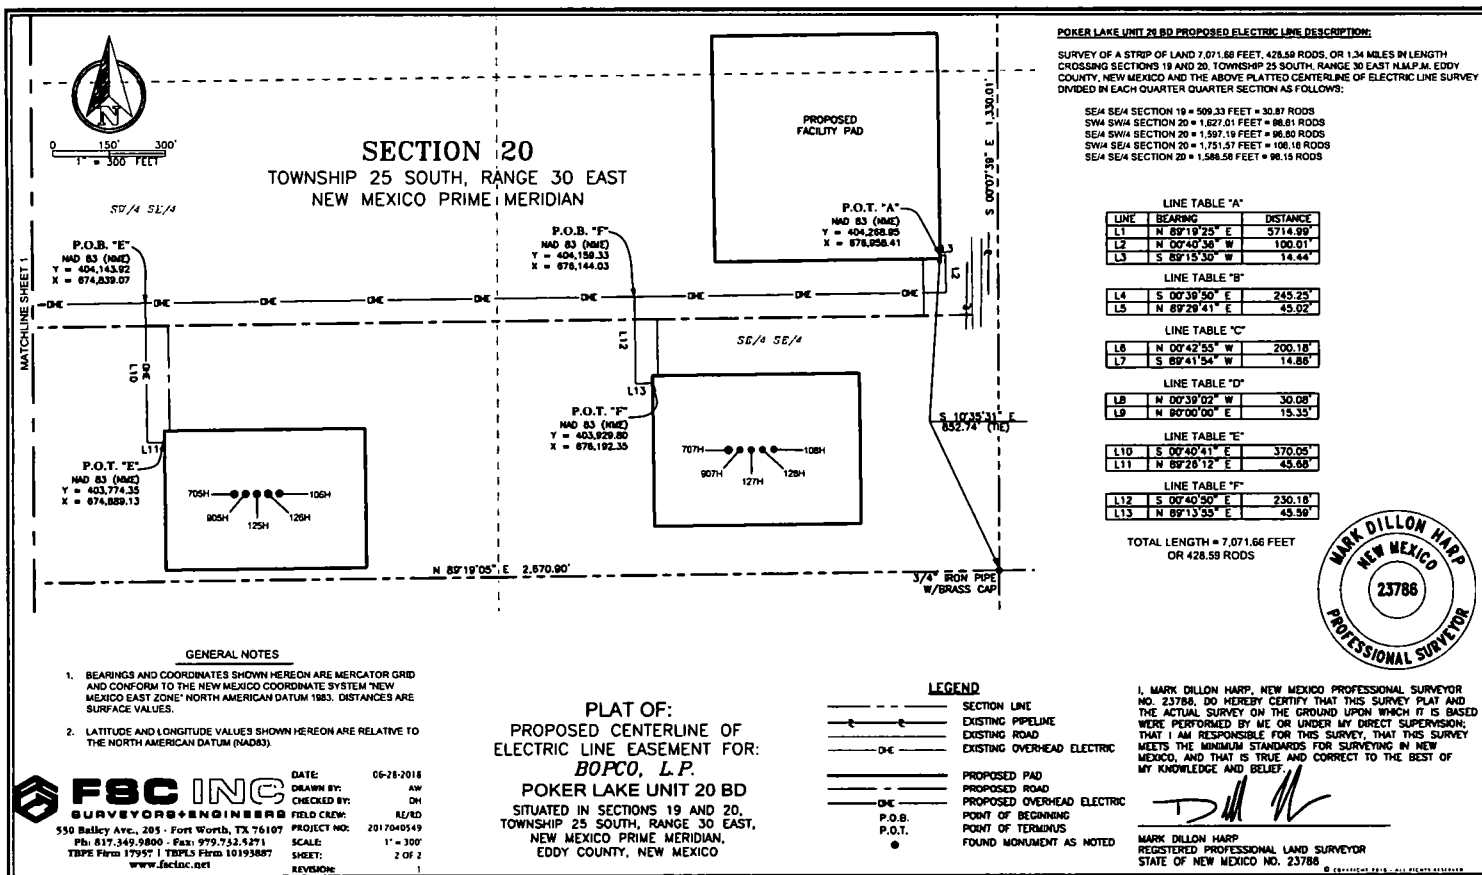 POKER LAKE UNIT 20 BD PROPOSED ELECTRIC LINE DESCRIPTION:
SURVEY OF A STRIP OF LAND 7,071.66 FEET, 428.59 RODS, OR 1.34 MILES IN LENGTH
CROSSING SECTIONS 19 AND 20, TOWNSHIP 25 SOUTH, RANGE 30 EAST N.M.P.M. EDDY
COUNTY, NEW MEXICO AND THE ABOVE PLATTED CENTERLINE OF ELECTRIC LINE SURVEY
DIVIDED IN EACH QUARTER QUARTER SECTION AS FOLLOWS:
SE/4 SE/4 SECTION 19 = 509.33 FEET = 30.87 RODS
SW/4 SW/4 SECTION 20 = 1,627.01 FEET = 98.61 RODS
SE/4 SW/4 SECTION 20 = 1,597.19 FEET = 96.80 RODS
SW/4 SE/4 SECTION 20 = 1,751.57 FEET = 106.16 RODS
SE/4 SE/4 SECTION 20 = 1,586.56 FEET = 96.15 RODS
N
0 150' 300'
1" = 300 FEET
SECTION 20
TOWNSHIP 25 SOUTH, RANGE 30 EAST
NEW MEXICO PRIME MERIDIAN
PROPOSED
FACILITY PAD
S 00°07'39" E 1,330.01'
SW/4 SE/4
P.O.B. "E"
NAD 83 (NME)
Y = 404,143.92
X = 674,839.07
P.O.B. "F"
NAD 83 (NME)
Y = 404,159.33
X = 676,144.03
P.O.T. "A"
NAD 83 (NME)
Y = 404,268.95
X = 678,958.41
L3
L2
MATCHLINE SHEET 1
OHE OHE OHE OHE OHE OHE OHE OHE
L12
SE/4 SE/4
OHE
L10
L13
P.O.T. "F"
NAD 83 (NME)
Y = 403,929.80
X = 676,192.35
S 10°35'31" E
852.74' (TIE)
L11
P.O.T. "E"
NAD 83 (NME)
Y = 403,774.35
X = 674,889.13
707H 108H
907H 128H
127H
705H 106H
905H 126H
125H
N 89°19'05" E 2,670.90'
3/4" IRON PIPE
W/BRASS CAP
LINE TABLE "A"
LINE BEARING DISTANCE
L1 N 89°19'25" E 5714.99'
L2 N 00°40'36" W 100.01'
L3 S 89°15'30" W 14.44'
LINE TABLE "B"
L4 S 00°39'50" E 245.25'
L5 N 89°29'41" E 45.02'
LINE TABLE "C"
L6 N 00°42'55" W 200.18'
L7 S 89°41'54" W 14.86'
LINE TABLE "D"
L8 N 00°39'02" W 30.08'
L9 N 90°00'00" E 15.35'
LINE TABLE "E"
L10 S 00°40'41" E 370.05'
L11 N 89°26'12" E 45.68'
LINE TABLE "F"
L12 S 00°40'50" E 230.18'
L13 N 89°13'55" E 45.59'
TOTAL LENGTH = 7,071.66 FEET
OR 428.59 RODS
MARK DILLON HARP
NEW MEXICO
23786
PROFESSIONAL SURVEYOR
GENERAL NOTES
1. BEARINGS AND COORDINATES SHOWN HEREON ARE MERCATOR GRID
AND CONFORM TO THE NEW MEXICO COORDINATE SYSTEM "NEW
MEXICO EAST ZONE" NORTH AMERICAN DATUM 1983. DISTANCES ARE
SURFACE VALUES.
2. LATITUDE AND LONGITUDE VALUES SHOWN HEREON ARE RELATIVE TO
THE NORTH AMERICAN DATUM (NAD83).
FSC INC
SURVEYORS+ENGINEERS
550 Bailey Ave., 205 - Fort Worth, TX 76107
Ph: 817.349.9800 - Fax: 979.732.5271
TBPE Firm 17957 | TBPLS Firm 10193887
www.fscinc.net
DATE: 06-28-2018
DRAWN BY: AW
CHECKED BY: DH
FIELD CREW: RE/RD
PROJECT NO: 2017040549
SCALE: 1" = 300'
SHEET: 2 OF 2
REVISION: 1
PLAT OF:
PROPOSED CENTERLINE OF
ELECTRIC LINE EASEMENT FOR:
BOPCO, L.P.
POKER LAKE UNIT 20 BD
SITUATED IN SECTIONS 19 AND 20,
TOWNSHIP 25 SOUTH, RANGE 30 EAST,
NEW MEXICO PRIME MERIDIAN,
EDDY COUNTY, NEW MEXICO
LEGEND
SECTION LINE
EXISTING PIPELINE
EXISTING ROAD
OHE EXISTING OVERHEAD ELECTRIC
PROPOSED PAD
PROPOSED ROAD
OHE PROPOSED OVERHEAD ELECTRIC
P.O.B. POINT OF BEGINNING
P.O.T. POINT OF TERMINUS
FOUND MONUMENT AS NOTED
I, MARK DILLON HARP, NEW MEXICO PROFESSIONAL SURVEYOR
NO. 23786, DO HEREBY CERTIFY THAT THIS SURVEY PLAT AND
THE ACTUAL SURVEY ON THE GROUND UPON WHICH IT IS BASED
WERE PERFORMED BY ME OR UNDER MY DIRECT SUPERVISION;
THAT I AM RESPONSIBLE FOR THIS SURVEY, THAT THIS SURVEY
MEETS THE MINIMUM STANDARDS FOR SURVEYING IN NEW
MEXICO, AND THAT IS TRUE AND CORRECT TO THE BEST OF
MY KNOWLEDGE AND BELIEF.
MARK DILLON HARP
REGISTERED PROFESSIONAL LAND SURVEYOR
STATE OF NEW MEXICO NO. 23786
© COPYRIGHT 2018 - ALL RIGHTS RESERVED